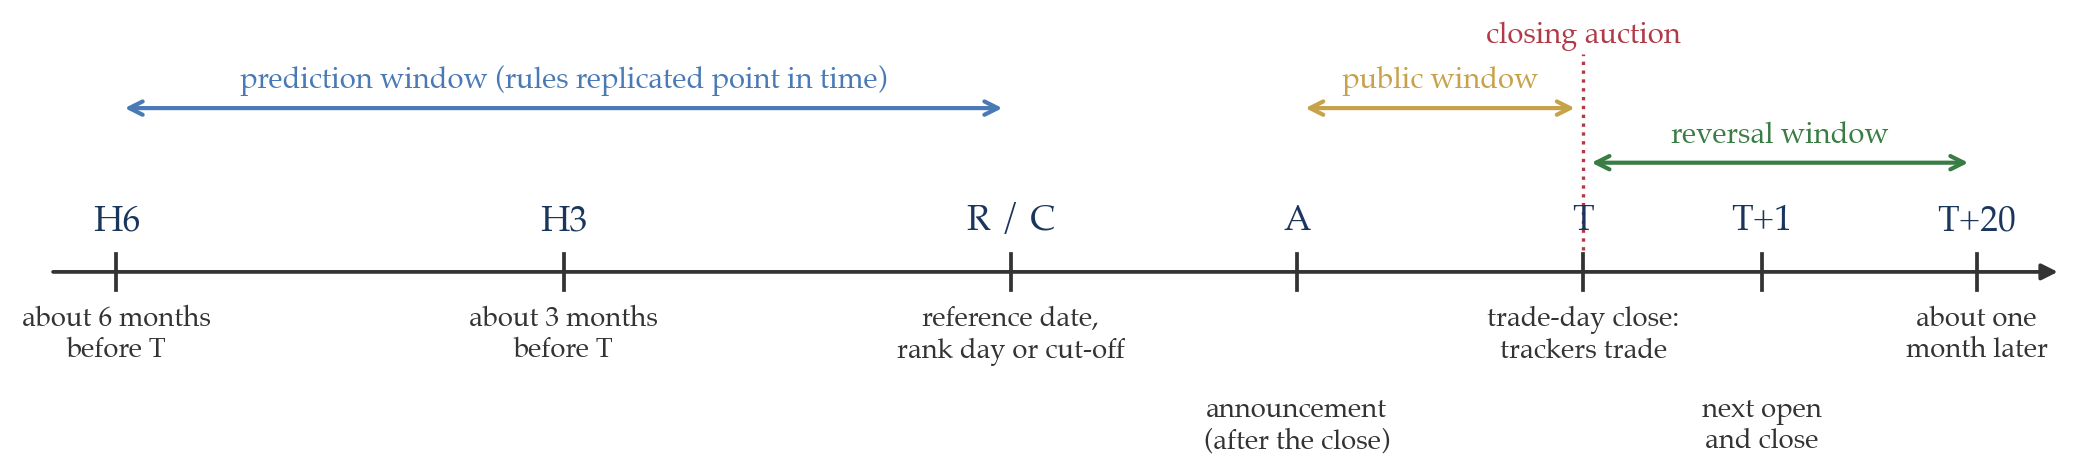 closing auction
prediction window (rules replicated point in time)
public window
reversal window
H6
H3
R / C
A
T
T+1
T+20
about 6 months
before T
about 3 months
before T
reference date,
rank day or cut-off
trade-day close:
trackers trade
about one
month later
announcement
(after the close)
next open
and close